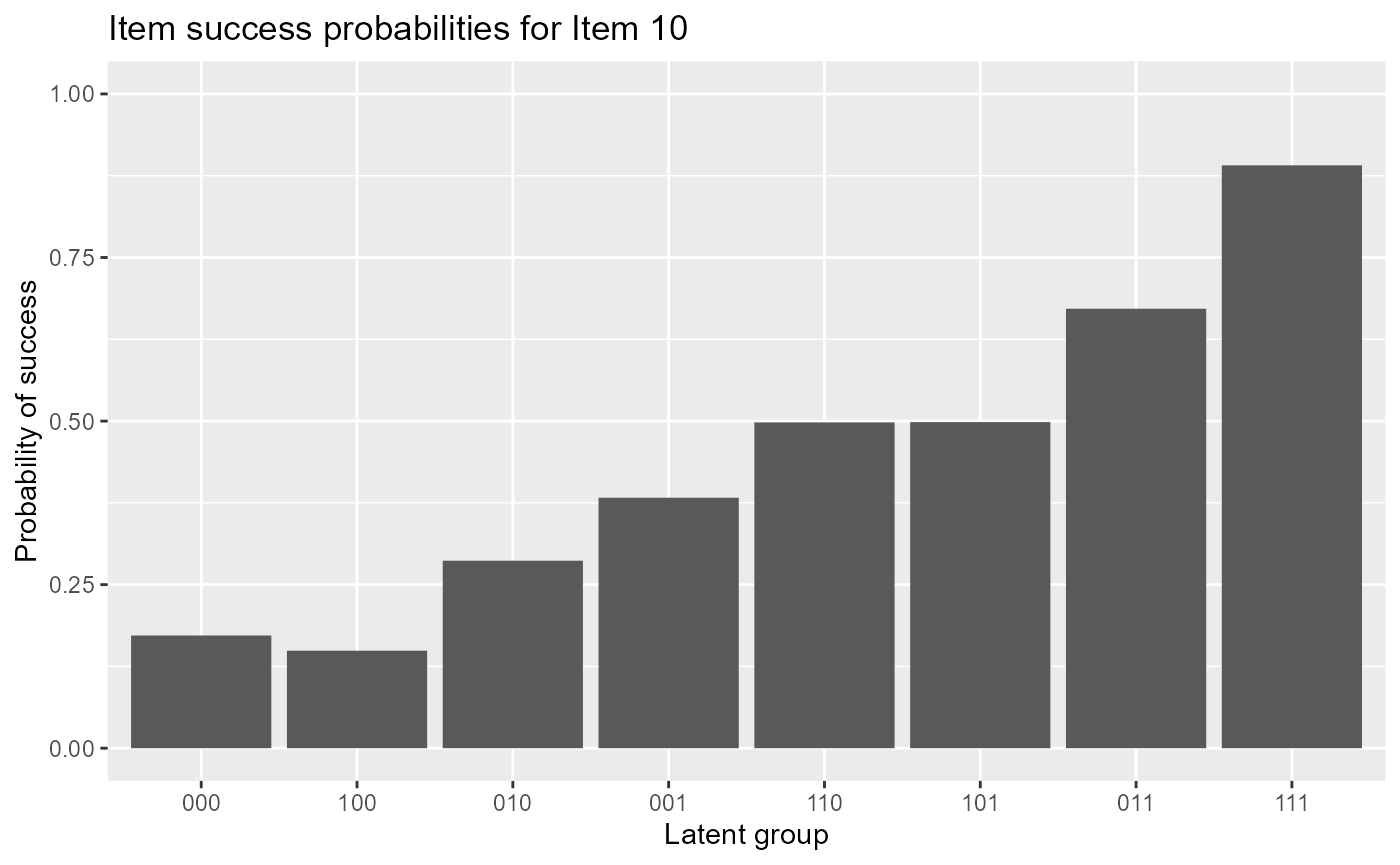 Item success probabilities for Item 10
Probability of success
1.00
0.75
0.50
0.25
0.00
000 100 010 001 110 101 011 111
Latent group